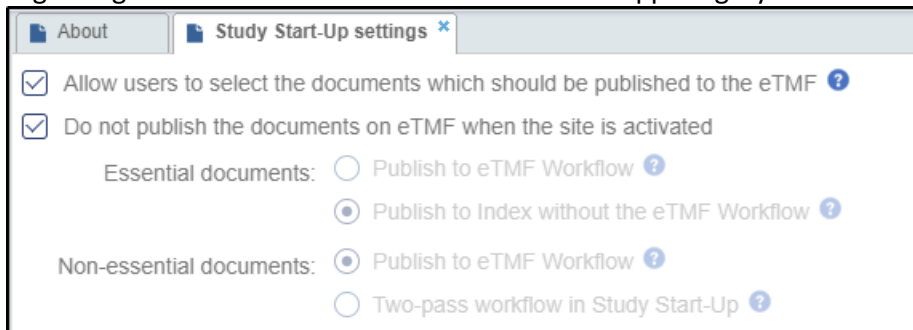 About
Study Start-Up settings ×
Allow users to select the documents which should be published to the eTMF ?
Do not publish the documents on eTMF when the site is activated
Essential documents: Publish to eTMF Workflow ?
Publish to Index without the eTMF Workflow ?
Non-essential documents: Publish to eTMF Workflow ?
Two-pass workflow in Study Start-Up ?